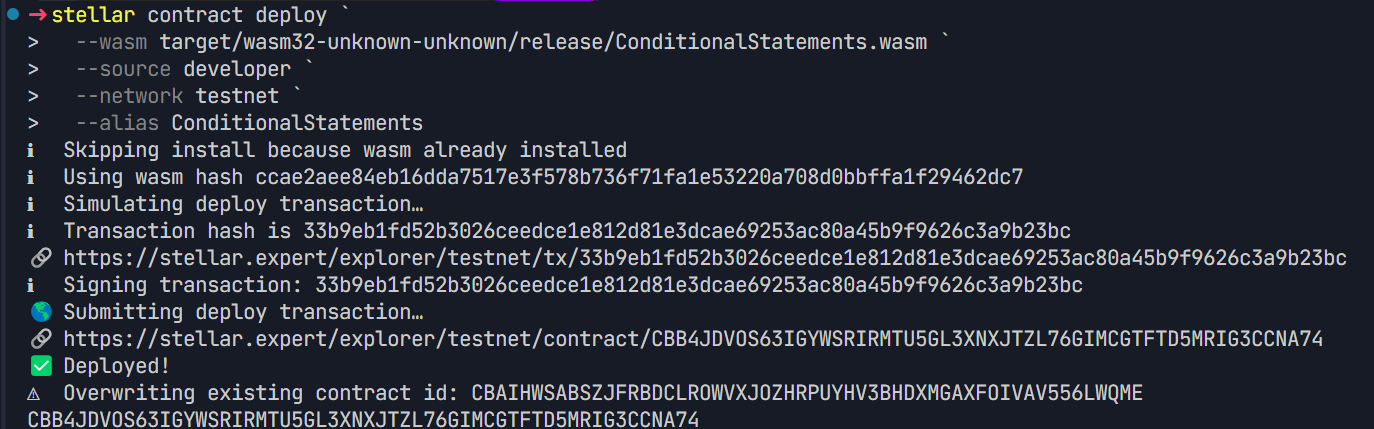 → stellar contract deploy `
> --wasm target/wasm32-unknown-unknown/release/ConditionalStatements.wasm `
> --source developer `
> --network testnet `
> --alias ConditionalStatements
ℹ Skipping install because wasm already installed
ℹ Using wasm hash ccae2aee84eb16dda7517e3f578b736f71fa1e53220a708d0bbffa1f29462dc7
ℹ Simulating deploy transaction…
ℹ Transaction hash is 33b9eb1fd52b3026ceedce1e812d81e3dcae69253ac80a45b9f9626c3a9b23bc
🔗 https://stellar.expert/explorer/testnet/tx/33b9eb1fd52b3026ceedce1e812d81e3dcae69253ac80a45b9f9626c3a9b23bc
ℹ Signing transaction: 33b9eb1fd52b3026ceedce1e812d81e3dcae69253ac80a45b9f9626c3a9b23bc
🌎 Submitting deploy transaction…
🔗 https://stellar.expert/explorer/testnet/contract/CBB4JDVOS63IGYWSRIRMTU5GL3XNXJTZL76GIMCGTFTD5MRIG3CCNA74
✅ Deployed!
⚠ Overwriting existing contract id: CBAIHWSABSZJFRBDCLROWVXJOZHRPUYHV3BHDXMGAXFOIVAV556LWQME
CBB4JDVOS63IGYWSRIRMTU5GL3XNXJTZL76GIMCGTFTD5MRIG3CCNA74